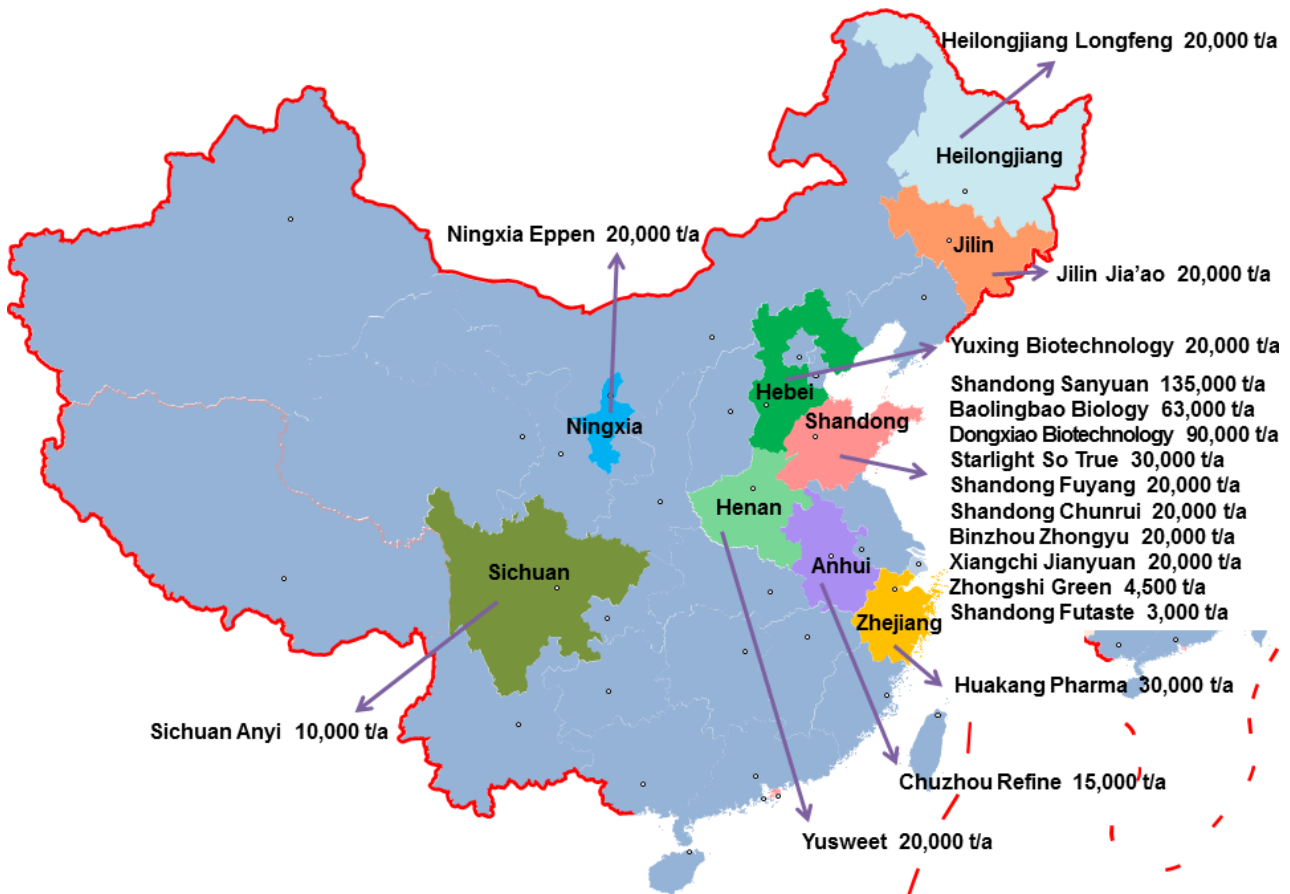 Heilongjiang Longfeng 20,000 t/a
Heilongjiang
Ningxia Eppen 20,000 t/a
Jilin
Jilin Jia’ao 20,000 t/a
Yuxing Biotechnology 20,000 t/a
Hebei
Shandong Sanyuan 135,000 t/a
Baolingbao Biology 63,000 t/a
Dongxiao Biotechnology 90,000 t/a
Starlight So True 30,000 t/a
Shandong Fuyang 20,000 t/a
Shandong Chunrui 20,000 t/a
Binzhou Zhongyu 20,000 t/a
Xiangchi Jianyuan 20,000 t/a
Zhongshi Green 4,500 t/a
Shandong Futaste 3,000 t/a
Shandong
Ningxia
Henan
Anhui
Sichuan
Zhejiang
Huakang Pharma 30,000 t/a
Sichuan Anyi 10,000 t/a
Chuzhou Refine 15,000 t/a
Yusweet 20,000 t/a